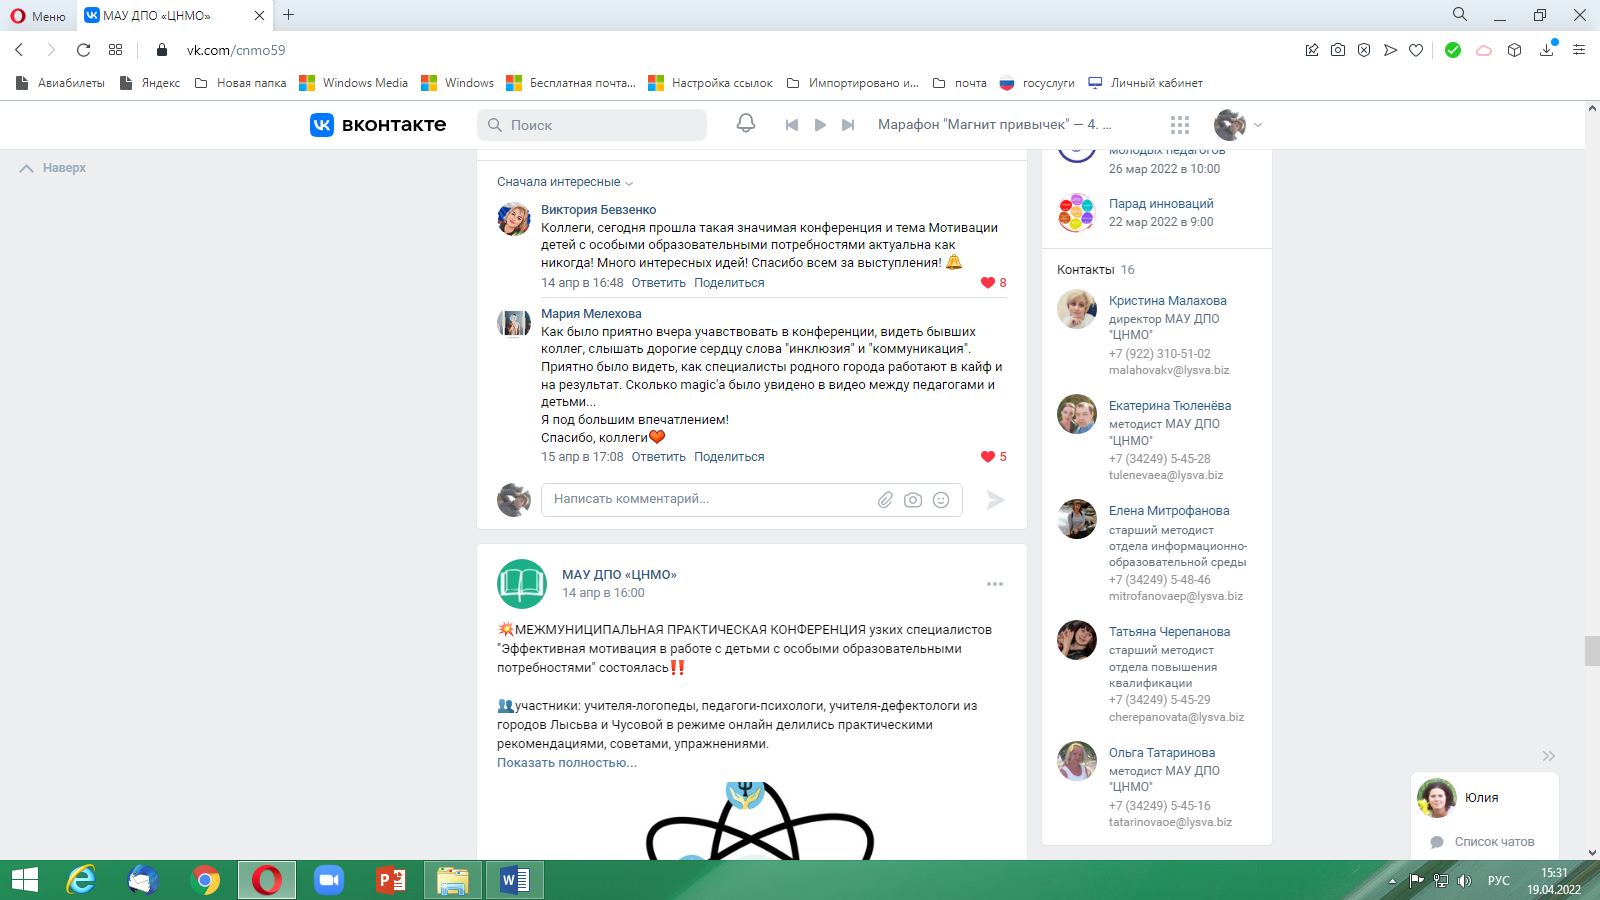 Меню
МАУ ДПО «ЦНМО»
vk.com/cnmo59
Авиабилеты
Яндекс
Новая папка
Windows Media
Windows
Бесплатная почта...
Настройка ссылок
Импортировано и...
почта
госуслуги
Личный кабинет
вконтакте
Поиск
Марафон "Магнит привычек" — 4. ...
Наверх
Сначала интересные
Виктория Бевзенко
Коллеги, сегодня прошла такая значимая конференция и тема Мотивации
детей с особыми образовательными потребностями актуальна как
никогда! Много интересных идей! Спасибо всем за выступления!
14 апр в 16:48 Ответить Поделиться
8
Мария Мелехова
Как было приятно вчера учавствовать в конференции, видеть бывших
коллег, слышать дорогие сердцу слова "инклюзия" и "коммуникация".
Приятно было видеть, как специалисты родного города работают в кайф и
на результат. Сколько magic'а было увидено в видео между педагогами и
детьми...
Я под большим впечатлением!
Спасибо, коллеги
15 апр в 17:08 Ответить Поделиться
5
Написать комментарий...
МАУ ДПО «ЦНМО»
14 апр в 16:00
МЕЖМУНИЦИПАЛЬНАЯ ПРАКТИЧЕСКАЯ КОНФЕРЕНЦИЯ узких специалистов
"Эффективная мотивация в работе с детьми с особыми образовательными
потребностями" состоялась‼
участники: учителя-логопеды, педагоги-психологи, учителя-дефектологи из
городов Лысьва и Чусовой в режиме онлайн делились практическими
рекомендациями, советами, упражнениями.
Показать полностью...
молодых педагогов
26 мар 2022 в 10:00
Парад инноваций
22 мар 2022 в 9:00
Контакты 16
Кристина Малахова
директор МАУ ДПО
"ЦНМО"
+7 (922) 310-51-02
malahovakv@lysva.biz
Екатерина Тюленёва
методист МАУ ДПО
"ЦНМО"
+7 (34249) 5-45-28
tulenevaea@lysva.biz
Елена Митрофанова
старший методист
отдела информационно-
образовательной среды
+7 (34249) 5-48-46
mitrofanovaep@lysva.biz
Татьяна Черепанова
старший методист
отдела повышения
квалификации
+7 (34249) 5-45-29
cherepanovata@lysva.biz
Ольга Татаринова
методист МАУ ДПО
"ЦНМО"
+7 (34249) 5-45-16
tatarinovaoe@lysva.biz
Юлия
Список чатов
РУС
15:31
19.04.2022